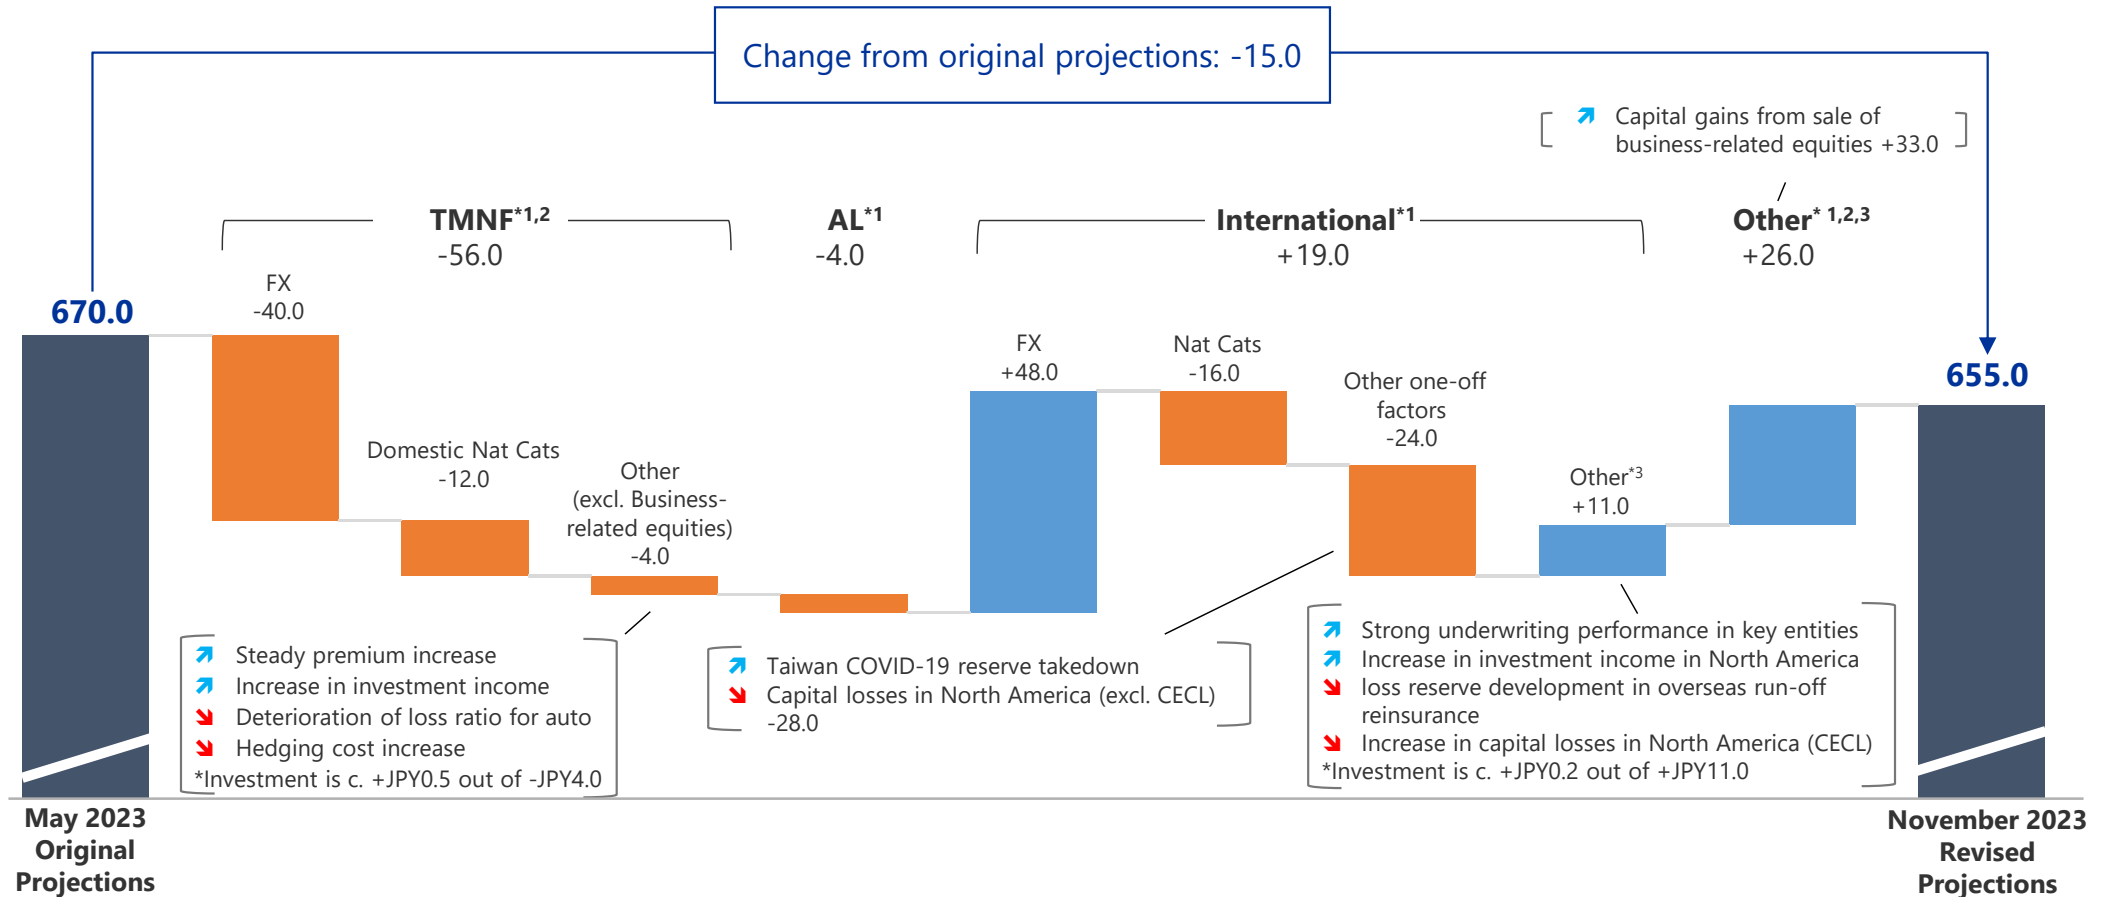 Change from original projections: -15.0
Capital gains from sale of
business-related equities +33.0
TMNF*1,2
-56.0
AL*1
-4.0
International*1
+19.0
Other* 1,2,3
+26.0
670.0
FX
-40.0
Domestic Nat Cats
-12.0
Other
(excl. Business-
related equities)
-4.0
FX
+48.0
Nat Cats
-16.0
Other one-off
factors
-24.0
Other*3
+11.0
655.0
Steady premium increase
Increase in investment income
Deterioration of loss ratio for auto
Hedging cost increase
*Investment is c. +JPY0.5 out of -JPY4.0
Taiwan COVID-19 reserve takedown
Capital losses in North America (excl. CECL)
-28.0
Strong underwriting performance in key entities
Increase in investment income in North America
loss reserve development in overseas run-off
reinsurance
Increase in capital losses in North America (CECL)
*Investment is c. +JPY0.2 out of +JPY11.0
May 2023
Original
Projections
November 2023
Revised
Projections